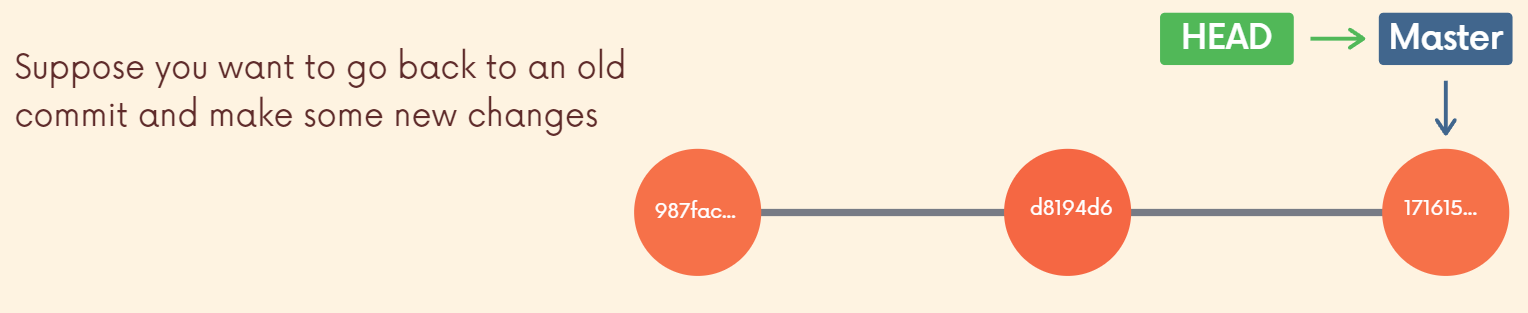 HEAD
Master
Suppose you want to go back to an old
commit and make some new changes
987fac...
d8194d6
171615...